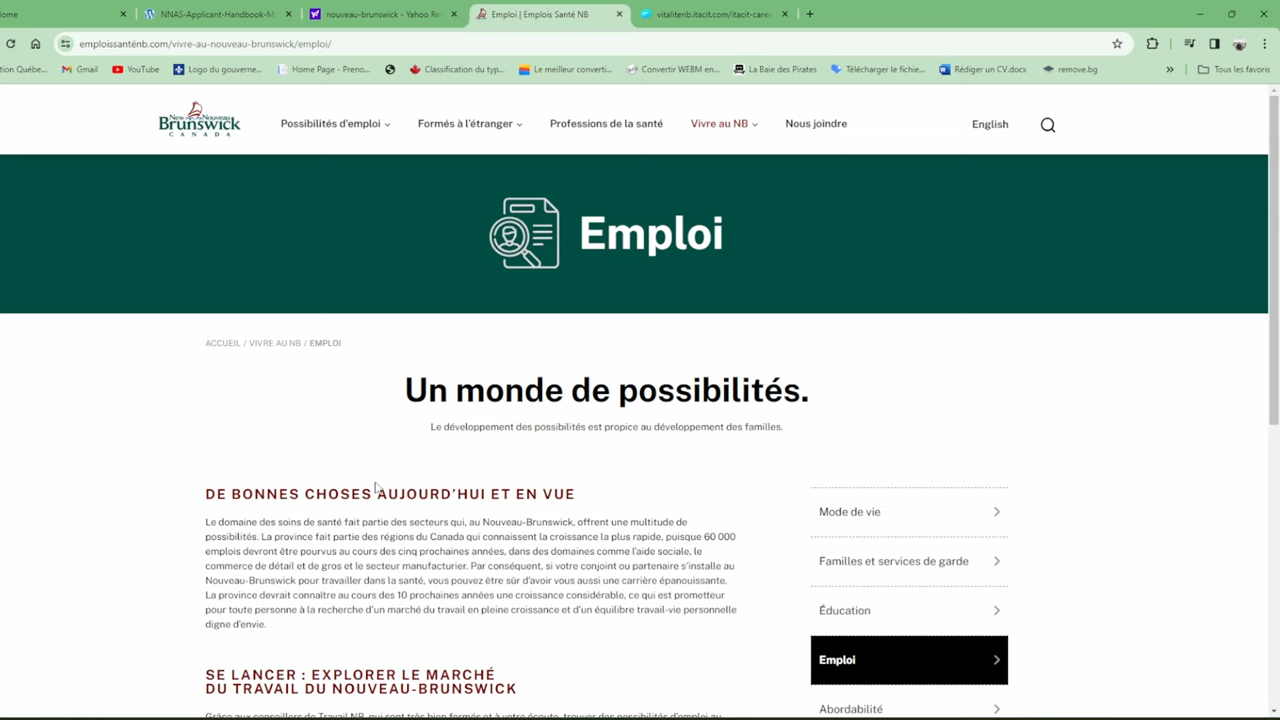 ome
NNAS-Applicant-Handbook-M
nouveau-brunswick - Yahoo Re
Emploi | Emplois Santé NB
vitalitenb.itacit.com/itacit-caree
emploissanténb.com/vivre-au-nouveau-brunswick/emploi/
tion Québe...
Gmail
YouTube
Logo du gouverne...
Home Page - Preno...
Classification du typ...
Le meilleur converti...
Convertir WEBM en...
La Baie des Pirates
Télécharger le fichie...
Rédiger un CV.docx
remove.bg
»
Tous les favoris
New Nouveau
Brunswick
CANADA
Possibilités d'emploi
Formés à l'étranger
Professions de la santé
Vivre au NB
Nous joindre
English
Emploi
ACCUEIL / VIVRE AU NB / EMPLOI
Un monde de possibilités.
Le développement des possibilités est propice au développement des familles.
DE BONNES CHOSES AUJOURD'HUI ET EN VUE
Le domaine des soins de santé fait partie des secteurs qui, au Nouveau-Brunswick, offrent une multitude de
possibilités. La province fait partie des régions du Canada qui connaissent la croissance la plus rapide, puisque 60 000
emplois devront être pourvus au cours des cinq prochaines années, dans des domaines comme l'aide sociale, le
commerce de détail et de gros et le secteur manufacturier. Par conséquent, si votre conjoint ou partenaire s'installe au
Nouveau-Brunswick pour travailler dans la santé, vous pouvez être sûr d'avoir vous aussi une carrière épanouissante.
La province devrait connaître au cours des 10 prochaines années une croissance considérable, ce qui est prometteur
pour toute personne à la recherche d'un marché du travail en pleine croissance et d'un équilibre travail-vie personnelle
digne d'envie.
SE LANCER : EXPLORER LE MARCHÉ
DU TRAVAIL DU NOUVEAU-BRUNSWICK
Grâce aux conseillers de Travail NB, qui sont très bien formés et à votre écoute, trouver des possibilités d'emploi au
Mode de vie
Familles et services de garde
Éducation
Emploi
Abordabilité